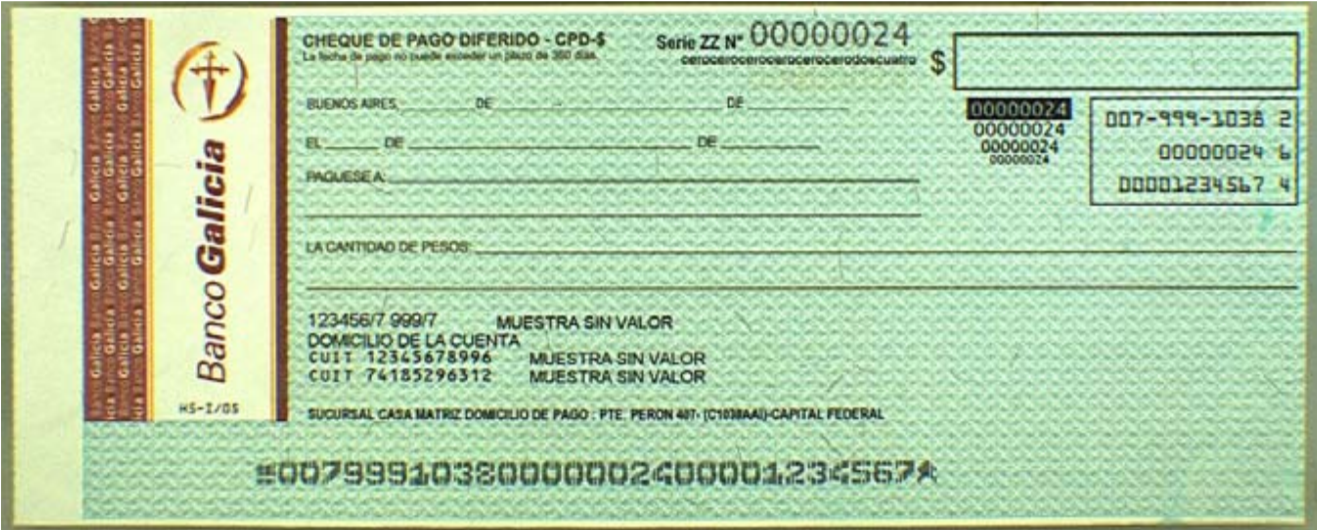 Banco Galicia
HS-I/05
CHEQUE DE PAGO DIFERIDO - CPD-$
La fecha de pago no puede exceder un plazo de 360 días.
Serie ZZ Nº 00000024
cerocerocerocerocerocerodoscuatro
$
BUENOS AIRES, DE DE
EL DE DE
PAGUESE A:
LA CANTIDAD DE PESOS:
00000024
00000024
00000024
00000024
007-999-1038 2
00000024 6
00001234567 4
123456/7 999/7 MUESTRA SIN VALOR
DOMICILIO DE LA CUENTA
CUIT 12345678996 MUESTRA SIN VALOR
CUIT 74185296312 MUESTRA SIN VALOR
SUCURSAL CASA MATRIZ DOMICILIO DE PAGO : PTE. PERON 407- (C1038AAI)-CAPITAL FEDERAL
00799910380000002400001234567